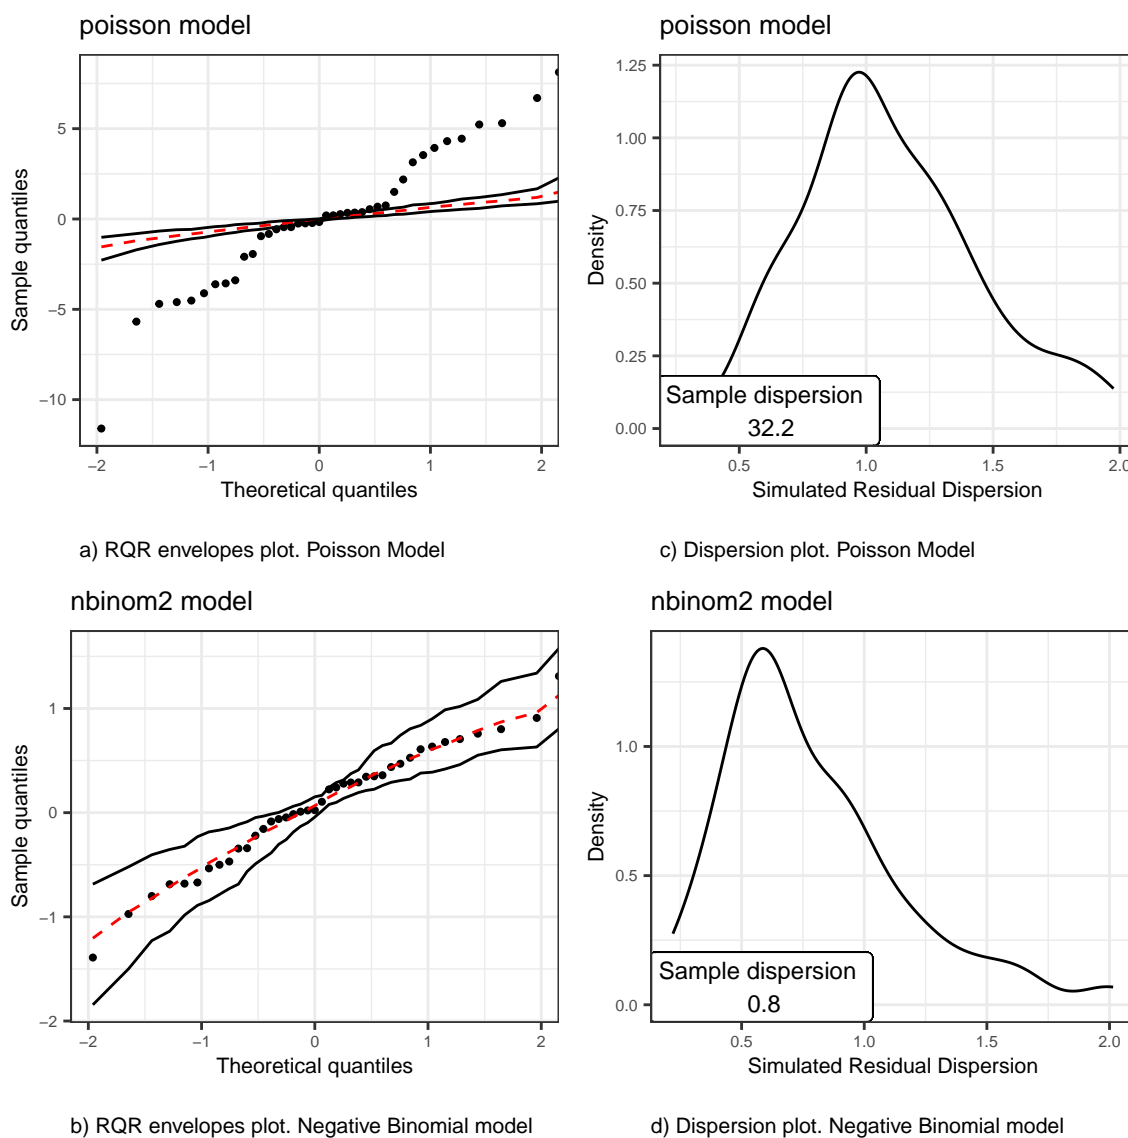 poisson model
Sample quantiles
5
0
−5
−10
−2
−1
0
1
2
Theoretical quantiles
a) RQR envelopes plot. Poisson Model
poisson model
Density
1.25
1.00
0.75
0.50
0.25
0.00
Sample dispersion
32.2
0.5
1.0
1.5
2.0
Simulated Residual Dispersion
c) Dispersion plot. Poisson Model
nbinom2 model
Sample quantiles
1
0
−1
−2
−2
−1
0
1
2
Theoretical quantiles
b) RQR envelopes plot. Negative Binomial model
nbinom2 model
Density
1.0
0.5
0.0
Sample dispersion
0.8
0.5
1.0
1.5
2.0
Simulated Residual Dispersion
d) Dispersion plot. Negative Binomial model